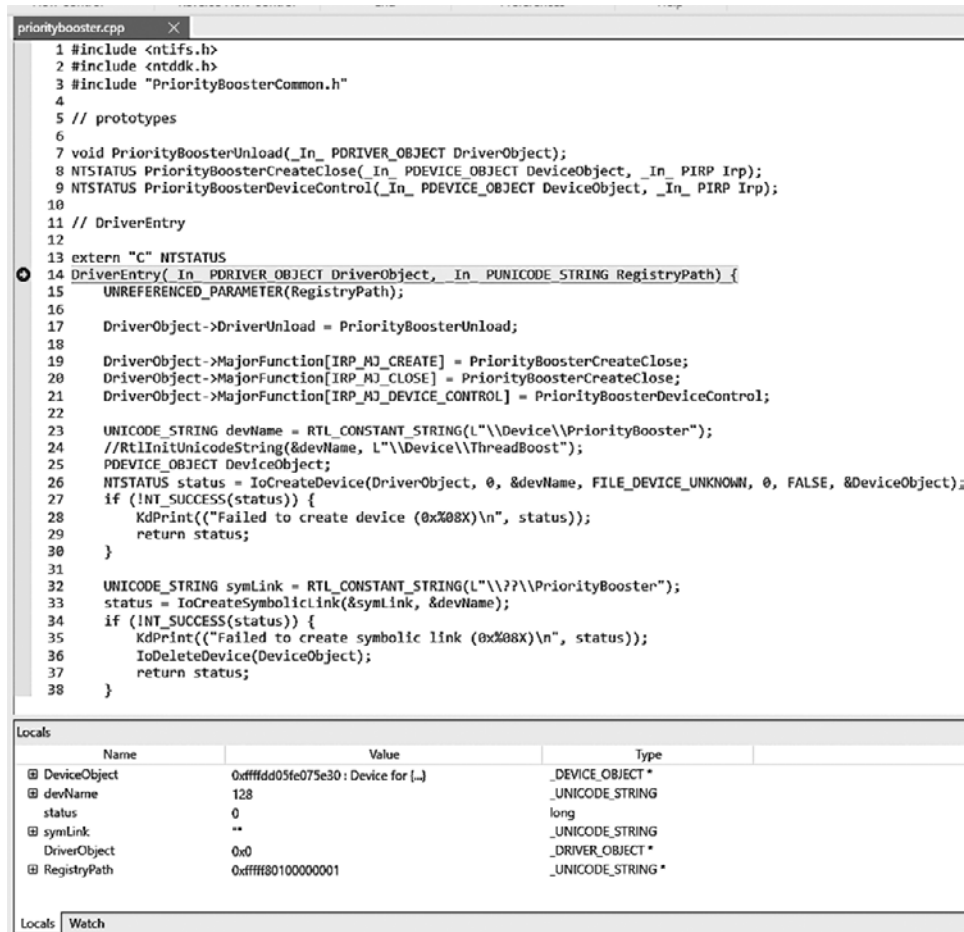 prioritybooster.cpp X
1 #include <ntifs.h>
2 #include <ntddk.h>
3 #include "PriorityBoosterCommon.h"
4
5 // prototypes
6
7 void PriorityBoosterUnload(_In_ PDRIVER_OBJECT DriverObject);
8 NTSTATUS PriorityBoosterCreateClose(_In_ PDEVICE_OBJECT DeviceObject, _In_ PIRP Irp);
9 NTSTATUS PriorityBoosterDeviceControl(_In_ PDEVICE_OBJECT DeviceObject, _In_ PIRP Irp);
10
11 // DriverEntry
12
13 extern "C" NTSTATUS
14 DriverEntry(_In_ PDRIVER_OBJECT DriverObject, _In_ PUNICODE_STRING RegistryPath) {
15     UNREFERENCED_PARAMETER(RegistryPath);
16
17     DriverObject->DriverUnload = PriorityBoosterUnload;
18
19     DriverObject->MajorFunction[IRP_MJ_CREATE] = PriorityBoosterCreateClose;
20     DriverObject->MajorFunction[IRP_MJ_CLOSE] = PriorityBoosterCreateClose;
21     DriverObject->MajorFunction[IRP_MJ_DEVICE_CONTROL] = PriorityBoosterDeviceControl;
22
23     UNICODE_STRING devName = RTL_CONSTANT_STRING(L"\\Device\\PriorityBooster");
24     //RtlInitUnicodeString(&devName, L"\\Device\\ThreadBoost");
25     PDEVICE_OBJECT DeviceObject;
26     NTSTATUS status = IoCreateDevice(DriverObject, 0, &devName, FILE_DEVICE_UNKNOWN, 0, FALSE, &DeviceObject);
27     if (!NT_SUCCESS(status)) {
28         KdPrint(("Failed to create device (0x%08X)\n", status));
29         return status;
30     }
31
32     UNICODE_STRING symLink = RTL_CONSTANT_STRING(L"\\??\\PriorityBooster");
33     status = IoCreateSymbolicLink(&symLink, &devName);
34     if (!NT_SUCCESS(status)) {
35         KdPrint(("Failed to create symbolic link (0x%08X)\n", status));
36         IoDeleteDevice(DeviceObject);
37         return status;
38     }
Locals
Name Value Type
DeviceObject 0xffffdd05fe075e30 : Device for {...} _DEVICE_OBJECT *
devName 128 _UNICODE_STRING
status 0 long
symLink "" _UNICODE_STRING
DriverObject 0x0 _DRIVER_OBJECT *
RegistryPath 0xfffff80100000001 _UNICODE_STRING *
Locals Watch